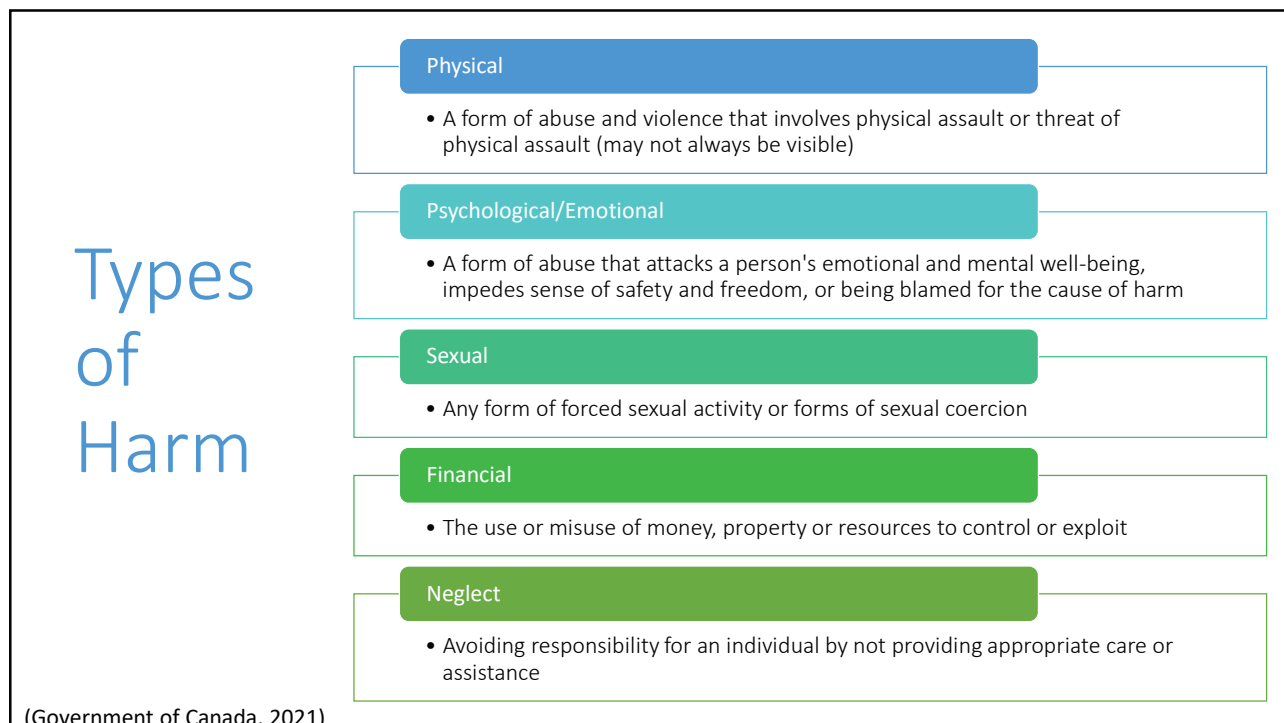 Types
of
Harm
Physical
• A form of abuse and violence that involves physical assault or threat of
physical assault (may not always be visible)
Psychological/Emotional
• A form of abuse that attacks a person's emotional and mental well-being,
impedes sense of safety and freedom, or being blamed for the cause of harm
Sexual
• Any form of forced sexual activity or forms of sexual coercion
Financial
• The use or misuse of money, property or resources to control or exploit
Neglect
• Avoiding responsibility for an individual by not providing appropriate care or
assistance
(Government of Canada, 2021)